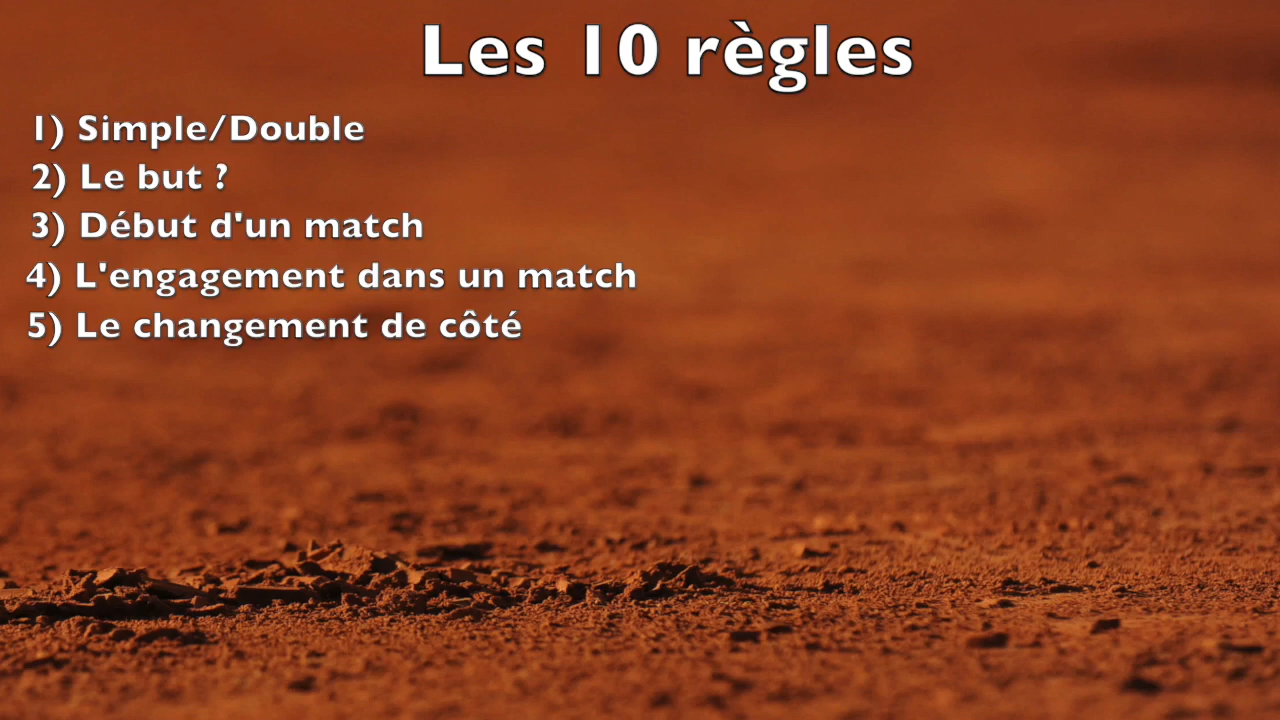 Les 10 règles
1) Simple/Double
2) Le but ?
3) Début d'un match
4) L'engagement dans un match
5) Le changement de côté